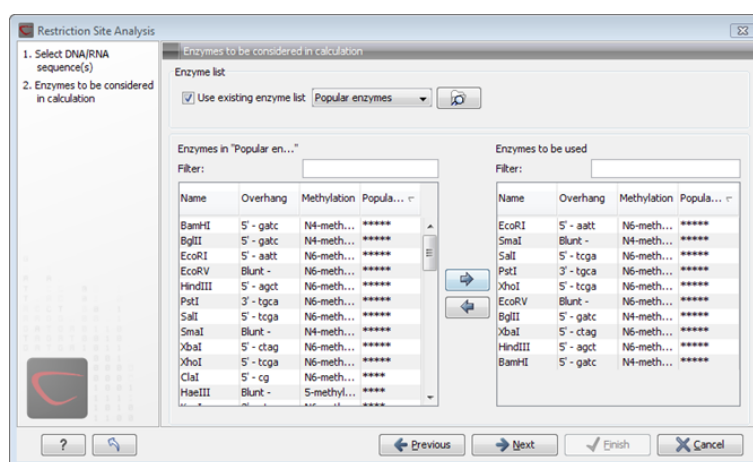 Restriction Site Analysis
1. Select DNA/RNA
sequence(s)
2. Enzymes to be considered
in calculation
Enzymes to be considered in calculation
Enzyme list
Use existing enzyme list Popular enzymes
Enzymes in "Popular en..."
Filter:
Name Overhang Methylation Popula...
BamHI 5' - gatc N4-meth... *****
BglII 5' - gatc N4-meth... *****
EcoRI 5' - aatt N6-meth... *****
EcoRV Blunt - N6-meth... *****
HindIII 5' - agct N6-meth... *****
PstI 3' - tgca N6-meth... *****
SalI 5' - tcga N6-meth... *****
SmaI Blunt - N4-meth... *****
XbaI 5' - ctag N6-meth... *****
XhoI 5' - tcga N6-meth... *****
ClaI 5' - cg N6-meth... ****
HaeIII Blunt - 5-methyl... ****
Enzymes to be used
Filter:
Name Overhang Methylation Popula...
EcoRI 5' - aatt N6-meth... *****
SmaI Blunt - N4-meth... *****
SalI 5' - tcga N6-meth... *****
PstI 3' - tgca N6-meth... *****
XhoI 5' - tcga N6-meth... *****
EcoRV Blunt - N6-meth... *****
BglII 5' - gatc N4-meth... *****
XbaI 5' - ctag N6-meth... *****
HindIII 5' - agct N6-meth... *****
BamHI 5' - gatc N4-meth... *****
? Previous Next Finish Cancel